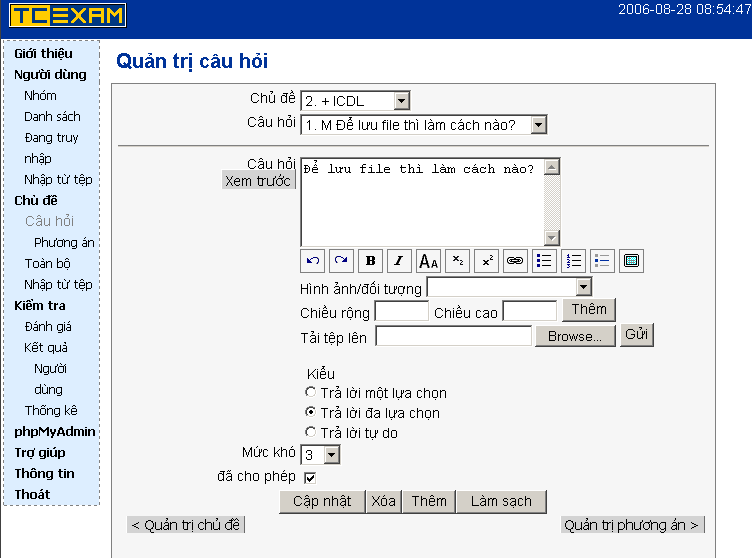 TCEXAM
2006-08-28 08:54:47
Giới thiệu
Người dùng
Nhóm
Danh sách
Đang truy
nhập
Nhập từ tệp
Chủ đề
Câu hỏi
Phương án
Toàn bộ
Nhập từ tệp
Kiểm tra
Đánh giá
Kết quả
Người
dùng
Thống kê
phpMyAdmin
Trợ giúp
Thông tin
Thoát
Quản trị câu hỏi
Chủ đề 2. + ICDL
Câu hỏi 1. M Để lưu file thì làm cách nào?
Câu hỏi Để lưu file thì làm cách nào?
Xem trước
B I AA x2 x2
Hình ảnh/đối tượng
Chiều rộng Chiều cao Thêm
Tải tệp lên Browse... Gửi
Kiểu
Trả lời một lựa chọn
Trả lời đa lựa chọn
Trả lời tự do
Mức khó 3
đã cho phép
Cập nhật Xóa Thêm Làm sạch
< Quản trị chủ đề Quản trị phương án >